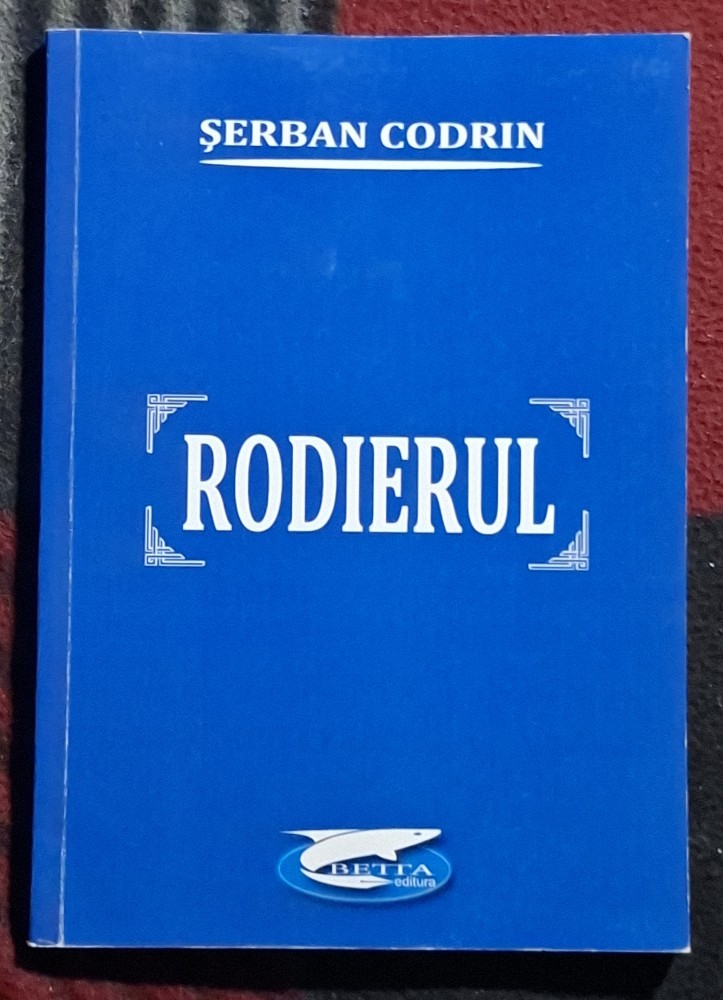 ŞERBAN CODRIN
RODIERUL
BETTA
editura